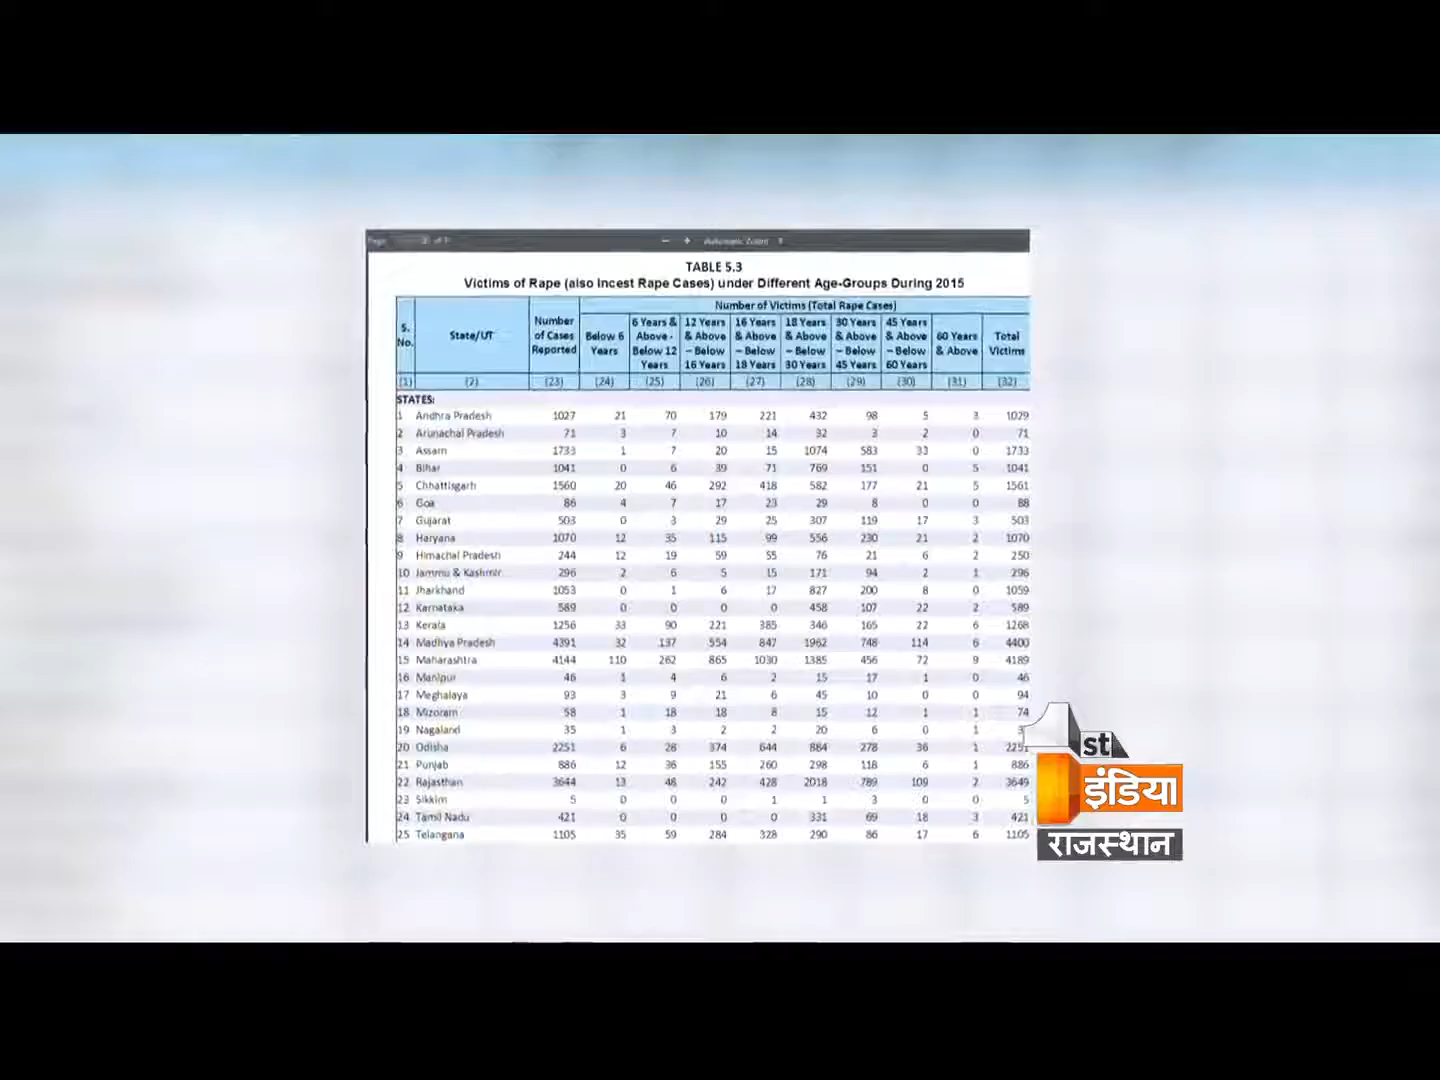 Page of 7 Automatic Zoom
TABLE 5.3
Victims of Rape (also Incest Rape Cases) under Different Age-Groups During 2015
S. No. State/UT Number of Cases Reported Number of Victims (Total Rape Cases)
Below 6 Years 6 Years & Above - Below 12 Years 12 Years & Above – Below 16 Years 16 Years & Above – Below 18 Years 18 Years & Above – Below 30 Years 30 Years & Above – Below 45 Years 45 Years & Above – Below 60 Years 60 Years & Above Total Victims
(1) (2) (23) (24) (25) (26) (27) (28) (29) (30) (31) (32)
STATES:
1 Andhra Pradesh 1027 21 70 179 221 432 98 5 3 1029
2 Arunachal Pradesh 71 3 7 10 14 32 3 2 0 71
3 Assam 1733 1 7 20 15 1074 583 33 0 1733
4 Bihar 1041 0 6 39 71 769 151 0 5 1041
5 Chhattisgarh 1560 20 46 292 418 582 177 21 5 1561
6 Goa 86 4 7 17 23 29 8 0 0 88
7 Gujarat 503 0 3 29 25 307 119 17 3 503
8 Haryana 1070 12 35 115 99 556 230 21 2 1070
9 Himachal Pradesh 244 12 19 59 55 76 21 6 2 250
10 Jammu & Kashmir 296 2 6 5 15 171 94 2 1 296
11 Jharkhand 1053 0 1 6 17 827 200 8 0 1059
12 Karnataka 589 0 0 0 0 458 107 22 2 589
13 Kerala 1256 33 90 221 385 346 165 22 6 1268
14 Madhya Pradesh 4391 32 137 554 847 1962 748 114 6 4400
15 Maharashtra 4144 110 262 865 1030 1385 456 72 9 4189
16 Manipur 46 1 4 6 2 15 17 1 0 46
17 Meghalaya 93 3 9 21 6 45 10 0 0 94
18 Mizoram 58 1 18 18 8 15 12 1 1 74
19 Nagaland 35 1 3 2 2 20 6 0 1
20 Odisha 2251 6 28 374 644 884 278 36 1 2251
21 Punjab 886 12 36 155 260 298 118 6 1 886
22 Rajasthan 3644 13 48 242 428 2018 789 109 2 3649
23 Sikkim 5 0 0 0 1 1 3 0 0 5
24 Tamil Nadu 421 0 0 0 0 331 69 18 3 421
25 Telangana 1105 35 59 284 328 290 86 17 6 1105
1st
इंडिया
राजस्थान